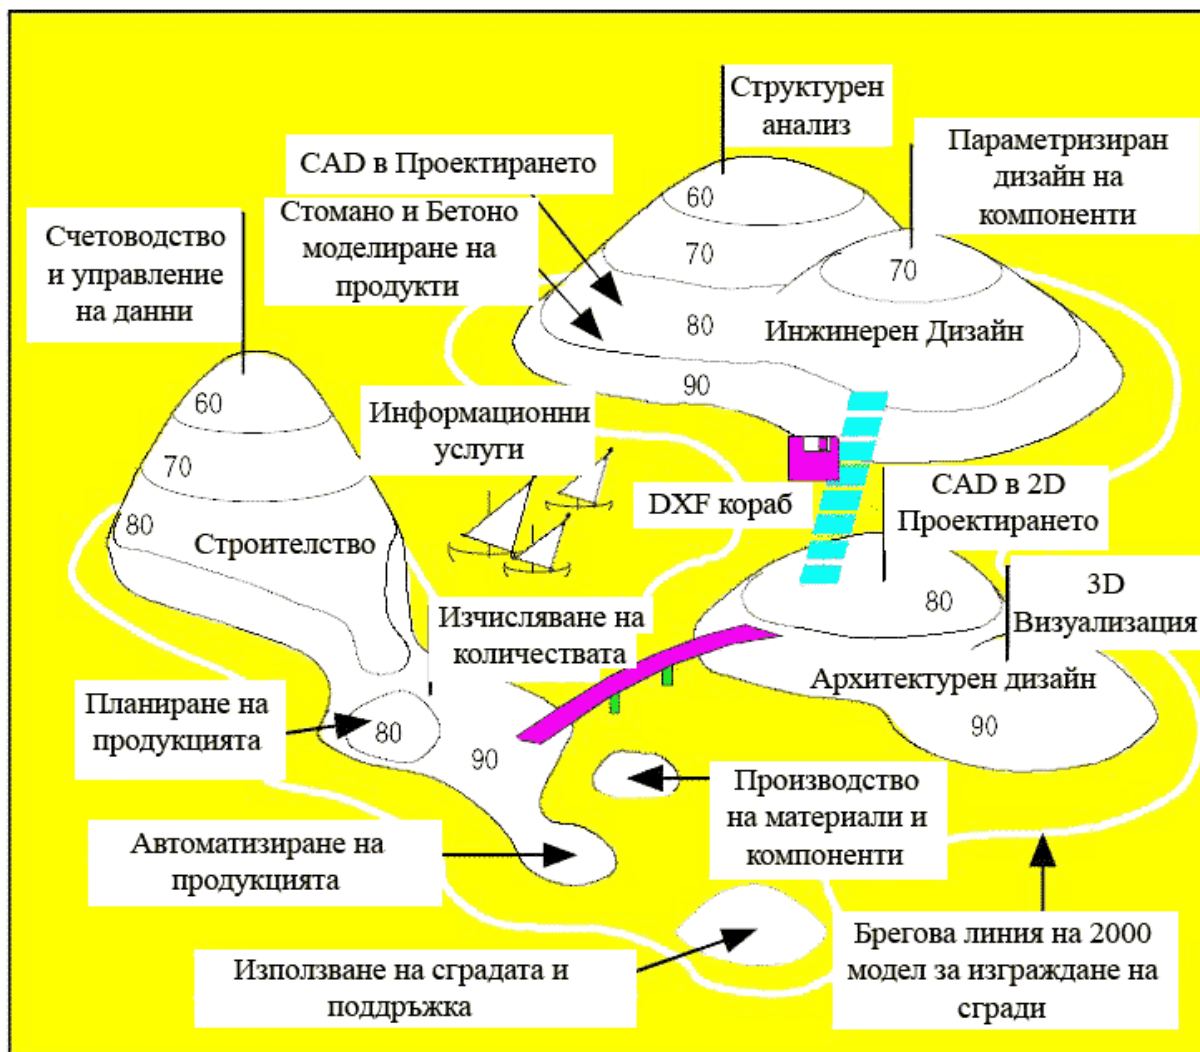 Структурен
анализ
Параметризиран
дизайн на
компоненти
CAD в Проектирането
Стомано и Бетоно
моделиране на
продукти
Счетоводство
и управление
на данни
60
70
70
80
Инжинерен Дизайн
90
60
70
80
Строителство
Информационни
услуги
DXF кораб
CAD в 2D
Проектирането
80
3D
Визуализация
Изчисляване на
количествата
Архитектурен дизайн
90
Планиране на
продукцията
80
90
Производство
на материали и
компоненти
Автоматизиране на
продукцията
Използване на сградата и
поддръжка
Брегова линия на 2000
модел за изграждане на
сгради